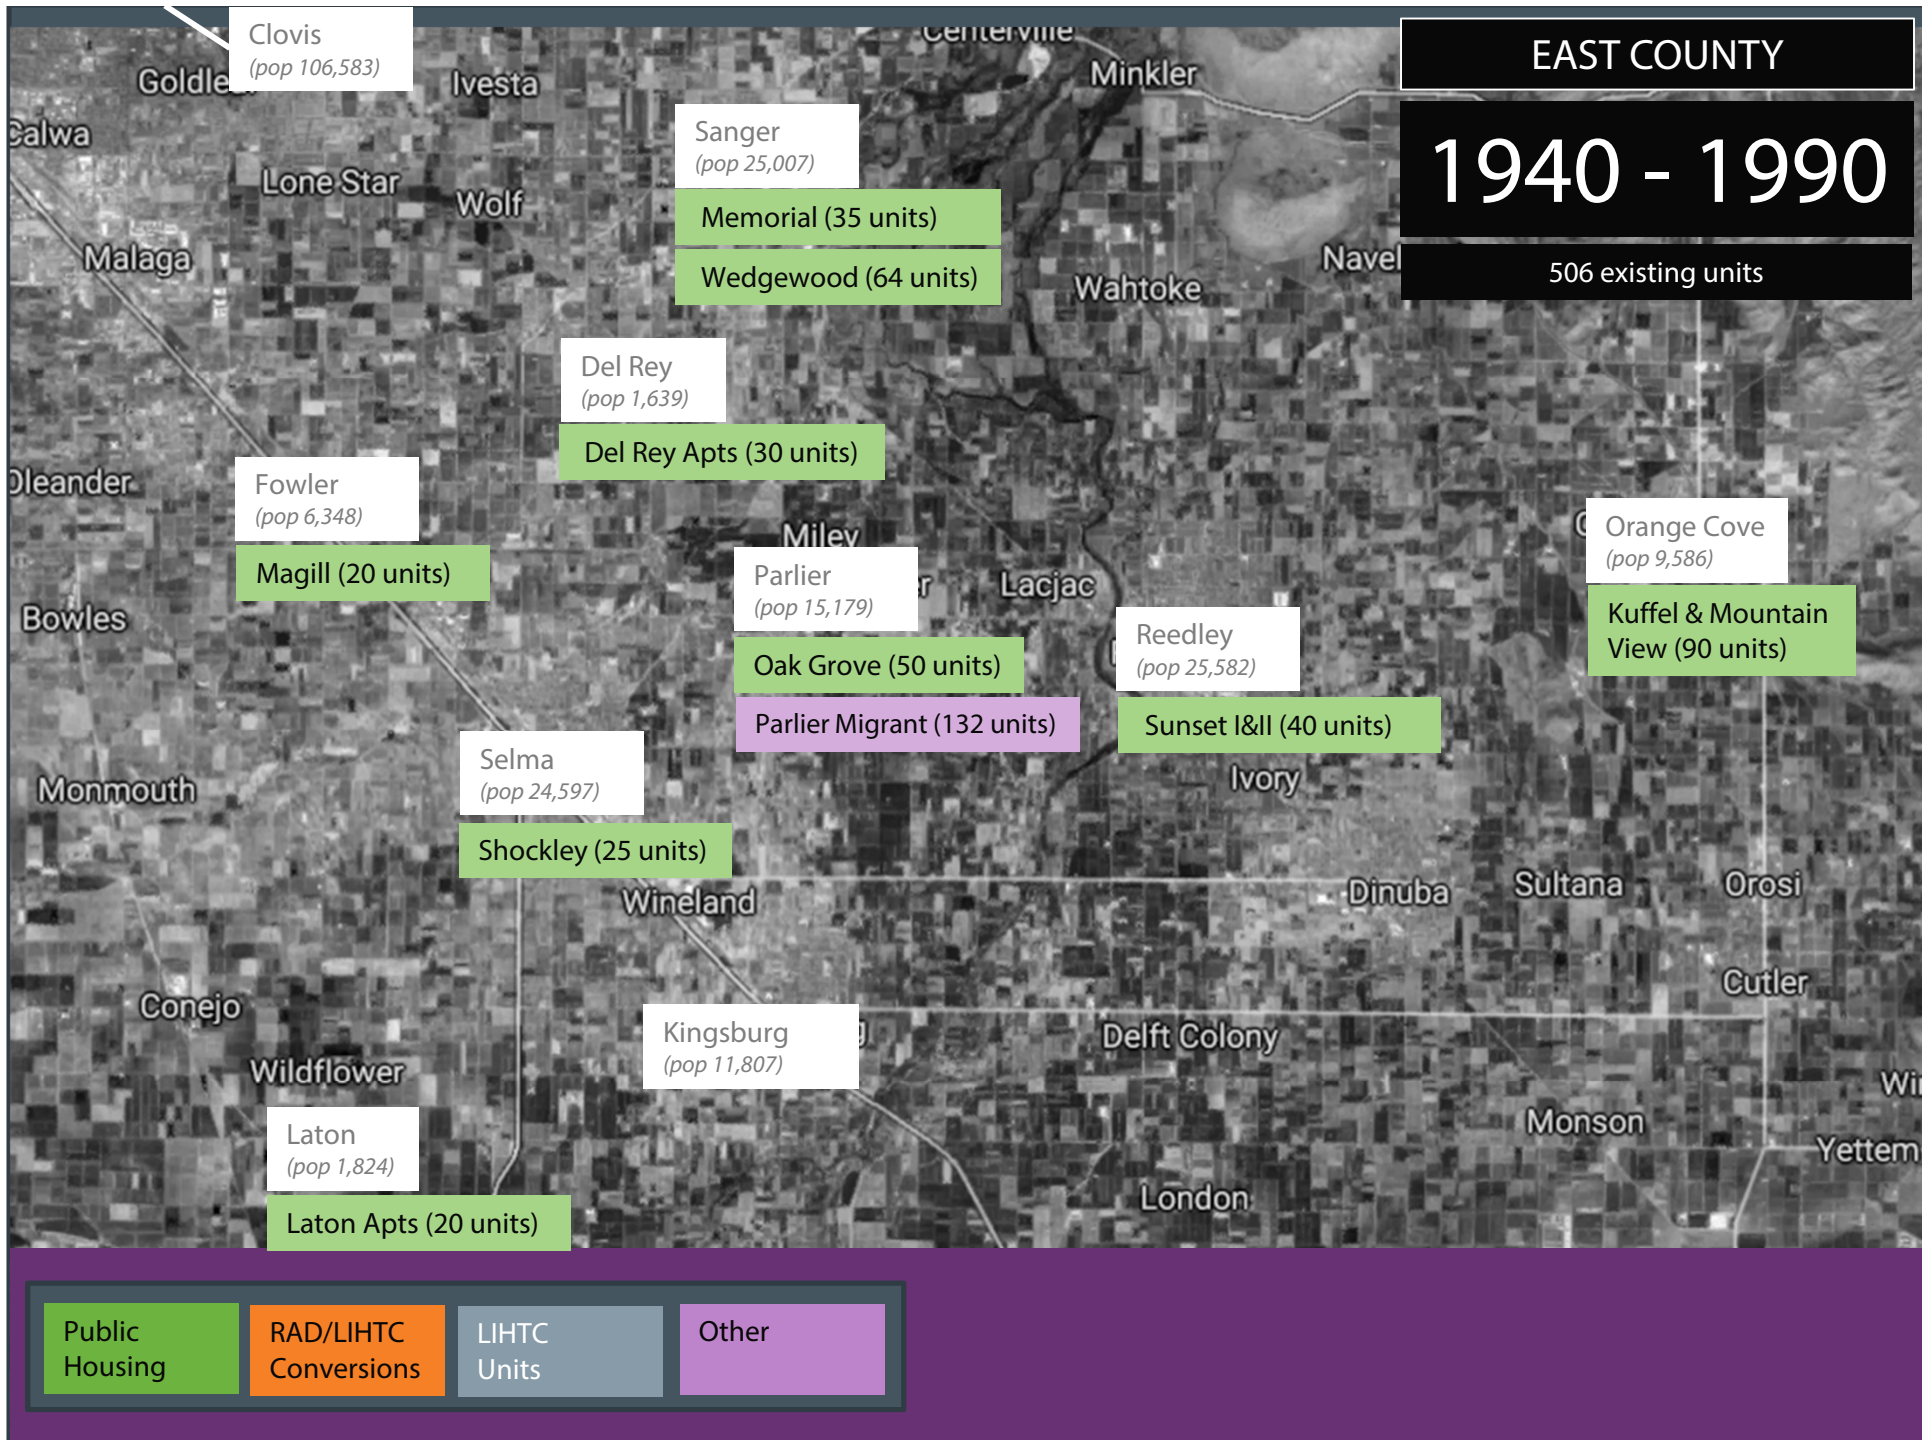 Clovis
(pop 106,583)
Centerville
EAST COUNTY
1940 - 1990
506 existing units
Ivesta
Minkler
Calwa
Sanger
(pop 25,007)
Memorial (35 units)
Wedgewood (64 units)
Lone Star
Wolf
Malaga
Wahtoke
Navel
Del Rey
(pop 1,639)
Del Rey Apts (30 units)
Fowler
(pop 6,348)
Magill (20 units)
Oleander
Miley
Orange Cove
(pop 9,586)
Kuffel & Mountain
View (90 units)
Parlier
(pop 15,179)
Oak Grove (50 units)
Parlier Migrant (132 units)
Lacjac
Bowles
Reedley
(pop 25,582)
Sunset I&II (40 units)
Selma
(pop 24,597)
Shockley (25 units)
Monmouth
Ivory
Wineland
Dinuba
Sultana
Orosi
Conejo
Cutler
Kingsburg
(pop 11,807)
Delft Colony
Wildflower
Monson
Yettem
Laton
(pop 1,824)
Laton Apts (20 units)
London
Public
Housing
RAD/LIHTC
Conversions
LIHTC
Units
Other